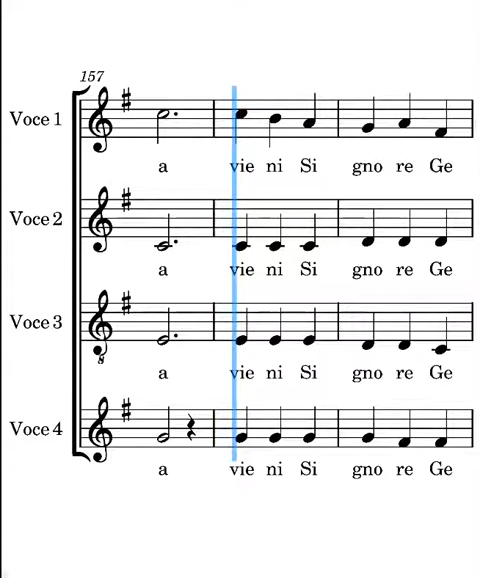 157
Voce 1
a vie ni Si gno re Ge
Voce 2
a vie ni Si gno re Ge
Voce 3
8
a vie ni Si gno re Ge
Voce 4
a vie ni Si gno re Ge